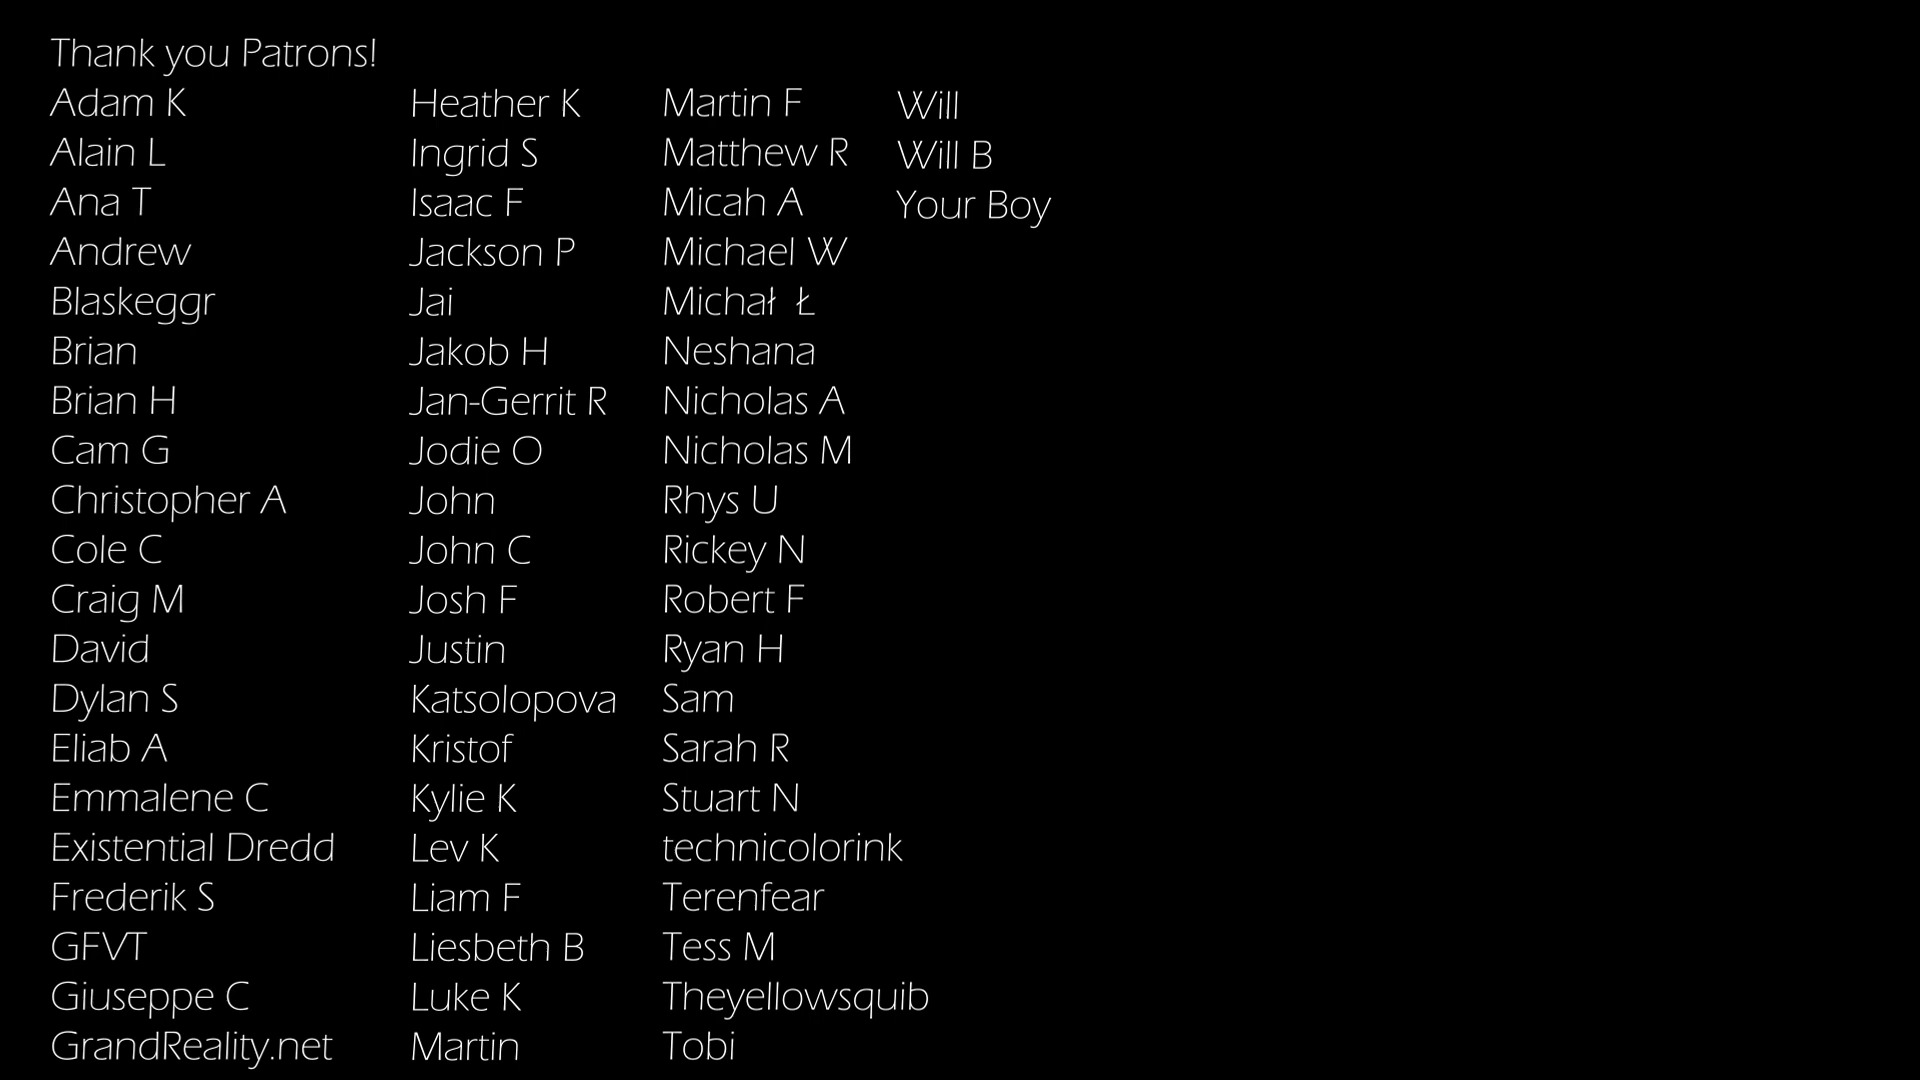 Thank you Patrons!
Adam K
Alain L
Ana T
Andrew
Blaskeggr
Brian
Brian H
Cam G
Christopher A
Cole C
Craig M
David
Dylan S
Eliab A
Emmalene C
Existential Dredd
Frederik S
GFVT
Giuseppe C
GrandReality.net
Heather K
Ingrid S
Isaac F
Jackson P
Jai
Jakob H
Jan-Gerrit R
Jodie O
John
John C
Josh F
Justin
Katsolopova
Kristof
Kylie K
Lev K
Liam F
Liesbeth B
Luke K
Martin
Martin F
Matthew R
Micah A
Michael W
Michał Ł
Neshana
Nicholas A
Nicholas M
Rhys U
Rickey N
Robert F
Ryan H
Sam
Sarah R
Stuart N
technicolorink
Terenfear
Tess M
Theyellowsquib
Tobi
Will
Will B
Your Boy